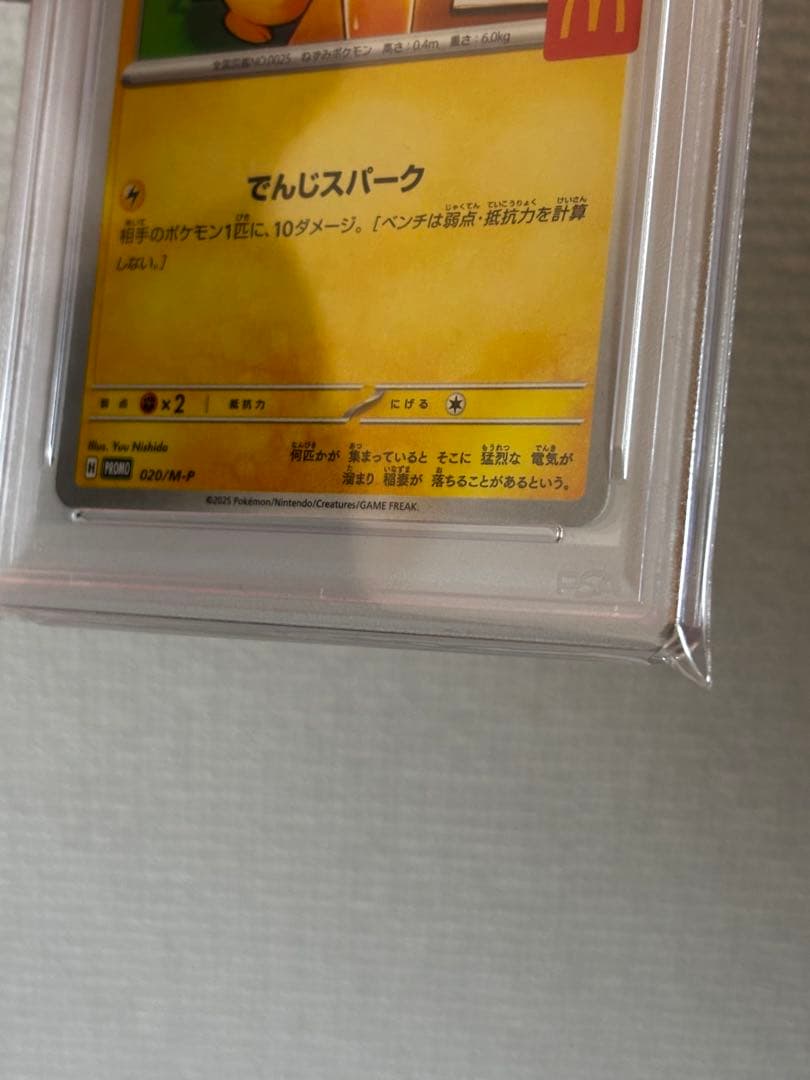 全国図鑑NO.0025 ねずみポケモン 高さ：0.4m 重さ：6.0kg
でんじスパーク
相手のポケモン1匹に、10ダメージ。［ベンチは弱点・抵抗力を計算
しない。］
弱点 ×2 抵抗力 にげる
Illus. You Nishida
何匹かが 集まっていると そこに 猛烈な 電気が
溜まり 稲妻が 落ちることがあるという。
PROMO 020/M-P
©2025 Pokémon/Nintendo/Creatures/GAME FREAK.
PSA